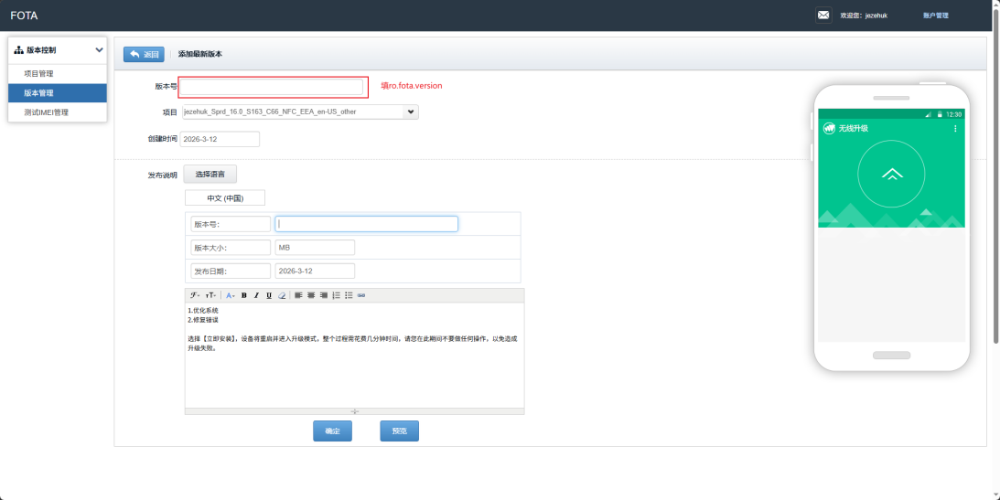 FOTA
欢迎您: jezehuk
账户管理
版本控制
项目管理
版本管理
测试IMEI管理
返回
添加最新版本
版本号
填ro.fota.version
项目
jezehuk_Sprd_16.0_S163_C66_NFC_EEA_en-US_other
创建时间
2026-3-12
发布说明
选择语言
中文 (中国)
版本号:
版本大小:
MB
发布日期:
2026-3-12
1.优化系统
2.修复错误
选择【立即安装】，设备将重启并进入升级模式，整个过程需花费几分钟时间，请您在此期间不要做任何操作，以免造成
升级失败。
确定
预览
12:30
无线升级